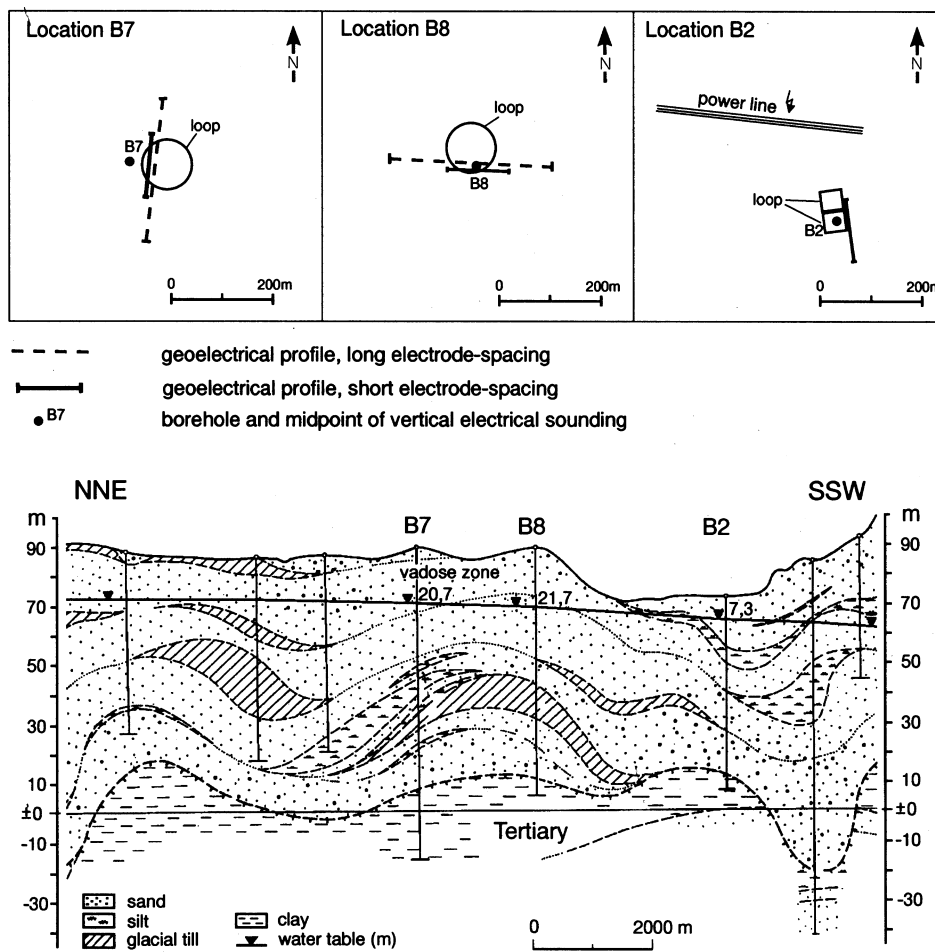 Location B7
N
loop
B7
0 200m
Location B8
N
loop
B8
0 200m
Location B2
N
power line
loop
B2
0 200m
geoelectrical profile, long electrode-spacing
geoelectrical profile, short electrode-spacing
B7 borehole and midpoint of vertical electrical sounding
NNE SSW
m B7 B8 B2 m
90 90
vadose zone
70 20,7 21,7 7,3 70
50 50
30 30
10 10
±0 ±0
Tertiary
-10 -10
-30 -30
sand
silt clay
glacial till water table (m)
0 2000 m